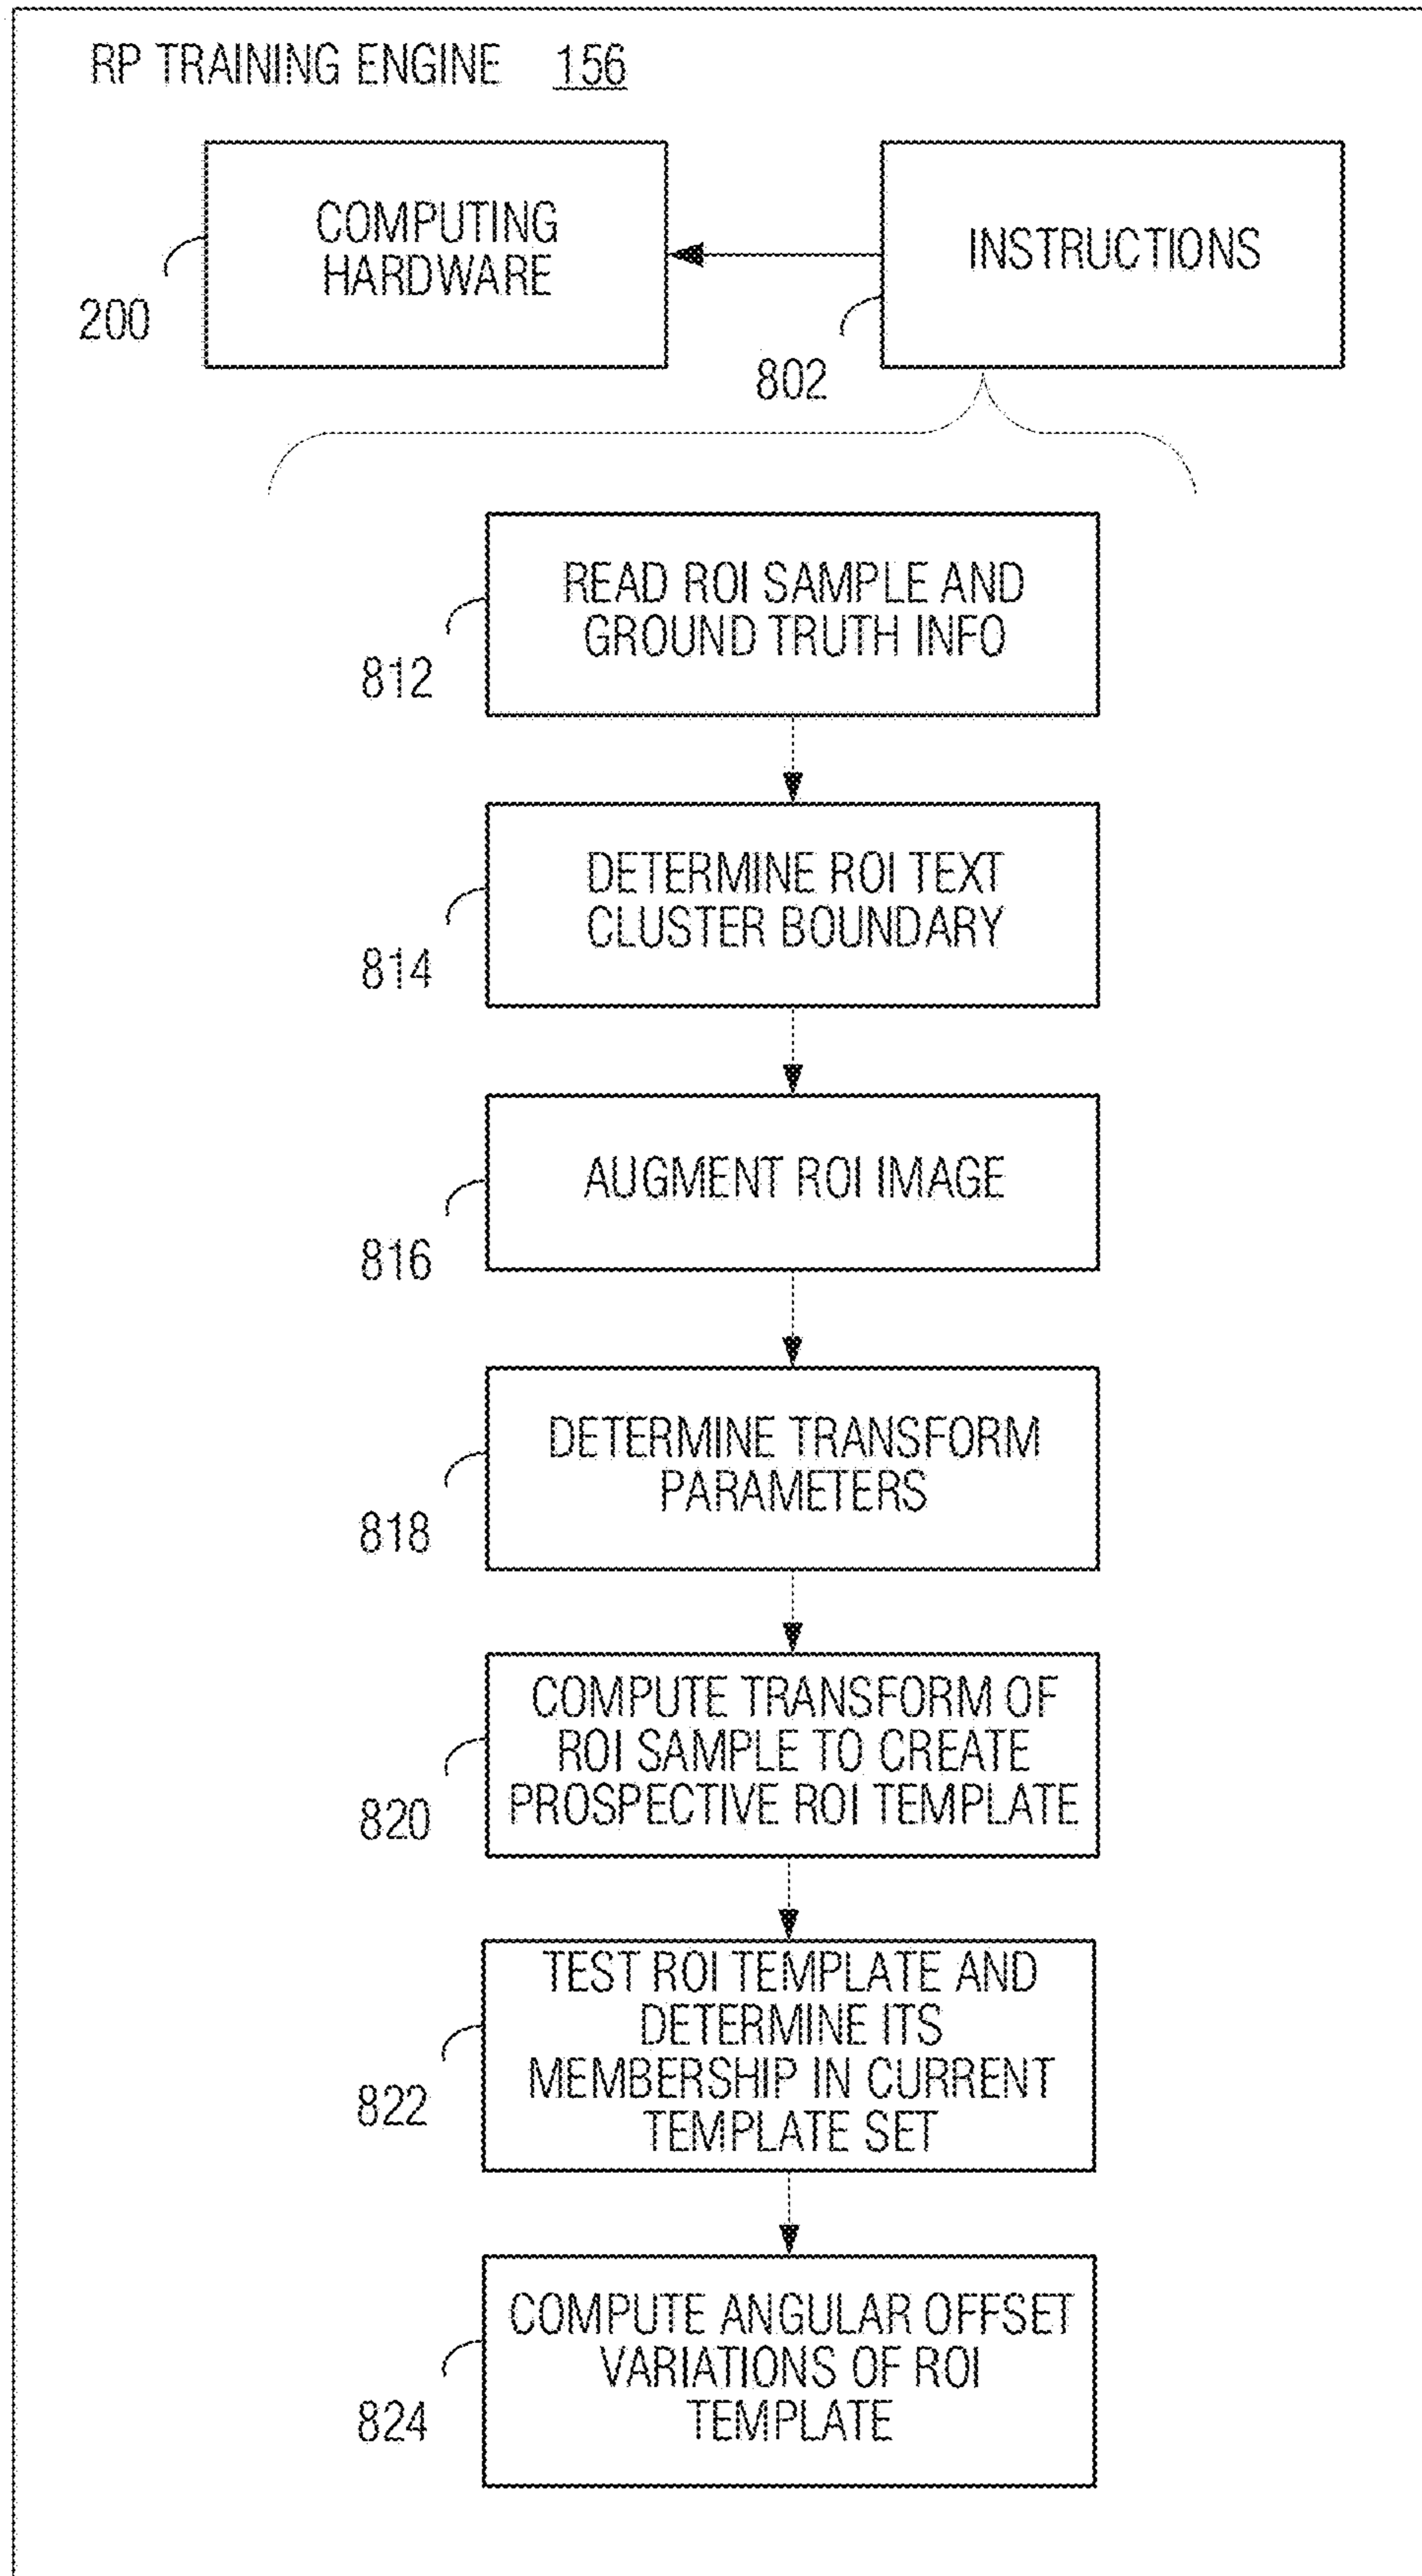 RP TRAINING ENGINE 156
COMPUTING
HARDWARE
200
INSTRUCTIONS
802
READ ROI SAMPLE AND
GROUND TRUTH INFO
812
DETERMINE ROI TEXT
CLUSTER BOUNDARY
814
AUGMENT ROI IMAGE
816
DETERMINE TRANSFORM
PARAMETERS
818
COMPUTE TRANSFORM OF
ROI SAMPLE TO CREATE
PROSPECTIVE ROI TEMPLATE
820
TEST ROI TEMPLATE AND
DETERMINE ITS
MEMBERSHIP IN CURRENT
TEMPLATE SET
822
COMPUTE ANGULAR OFFSET
VARIATIONS OF ROI
TEMPLATE
824